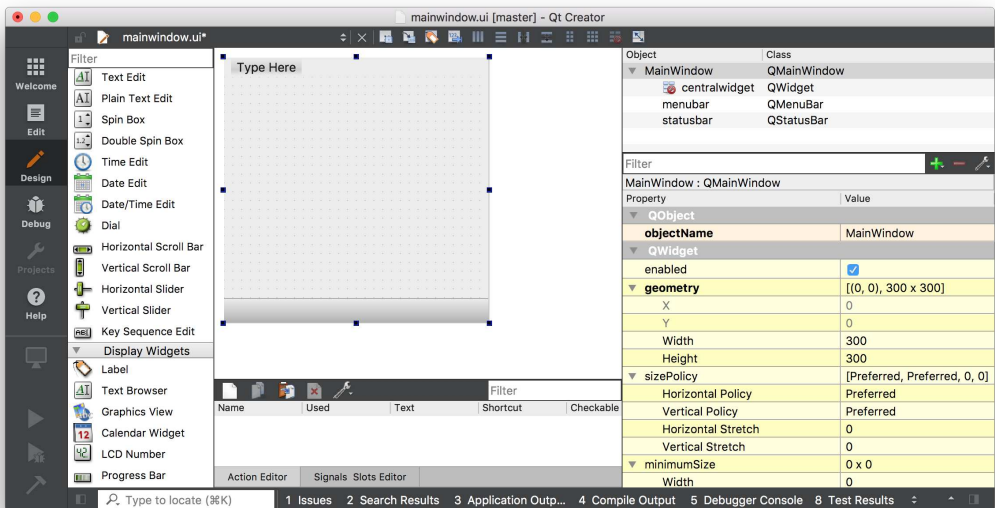 mainwindow.ui [master] - Qt Creator
mainwindow.ui*
Welcome
Edit
Design
Debug
Projects
Help
Filter
Text Edit
Plain Text Edit
Spin Box
Double Spin Box
Time Edit
Date Edit
Date/Time Edit
Dial
Horizontal Scroll Bar
Vertical Scroll Bar
Horizontal Slider
Vertical Slider
Key Sequence Edit
Display Widgets
Label
Text Browser
Graphics View
Calendar Widget
LCD Number
Progress Bar
Type Here
Filter
Name Used Text Shortcut Checkable
Action Editor Signals Slots Editor
Object Class
MainWindow QMainWindow
centralwidget QWidget
menubar QMenuBar
statusbar QStatusBar
Filter
MainWindow : QMainWindow
Property Value
QObject
objectName MainWindow
QWidget
enabled
geometry [(0, 0), 300 x 300]
X 0
Y 0
Width 300
Height 300
sizePolicy [Preferred, Preferred, 0, 0]
Horizontal Policy Preferred
Vertical Policy Preferred
Horizontal Stretch 0
Vertical Stretch 0
minimumSize 0 x 0
Width 0
Type to locate (⌘K) 1 Issues 2 Search Results 3 Application Outp... 4 Compile Output 5 Debugger Console 8 Test Results